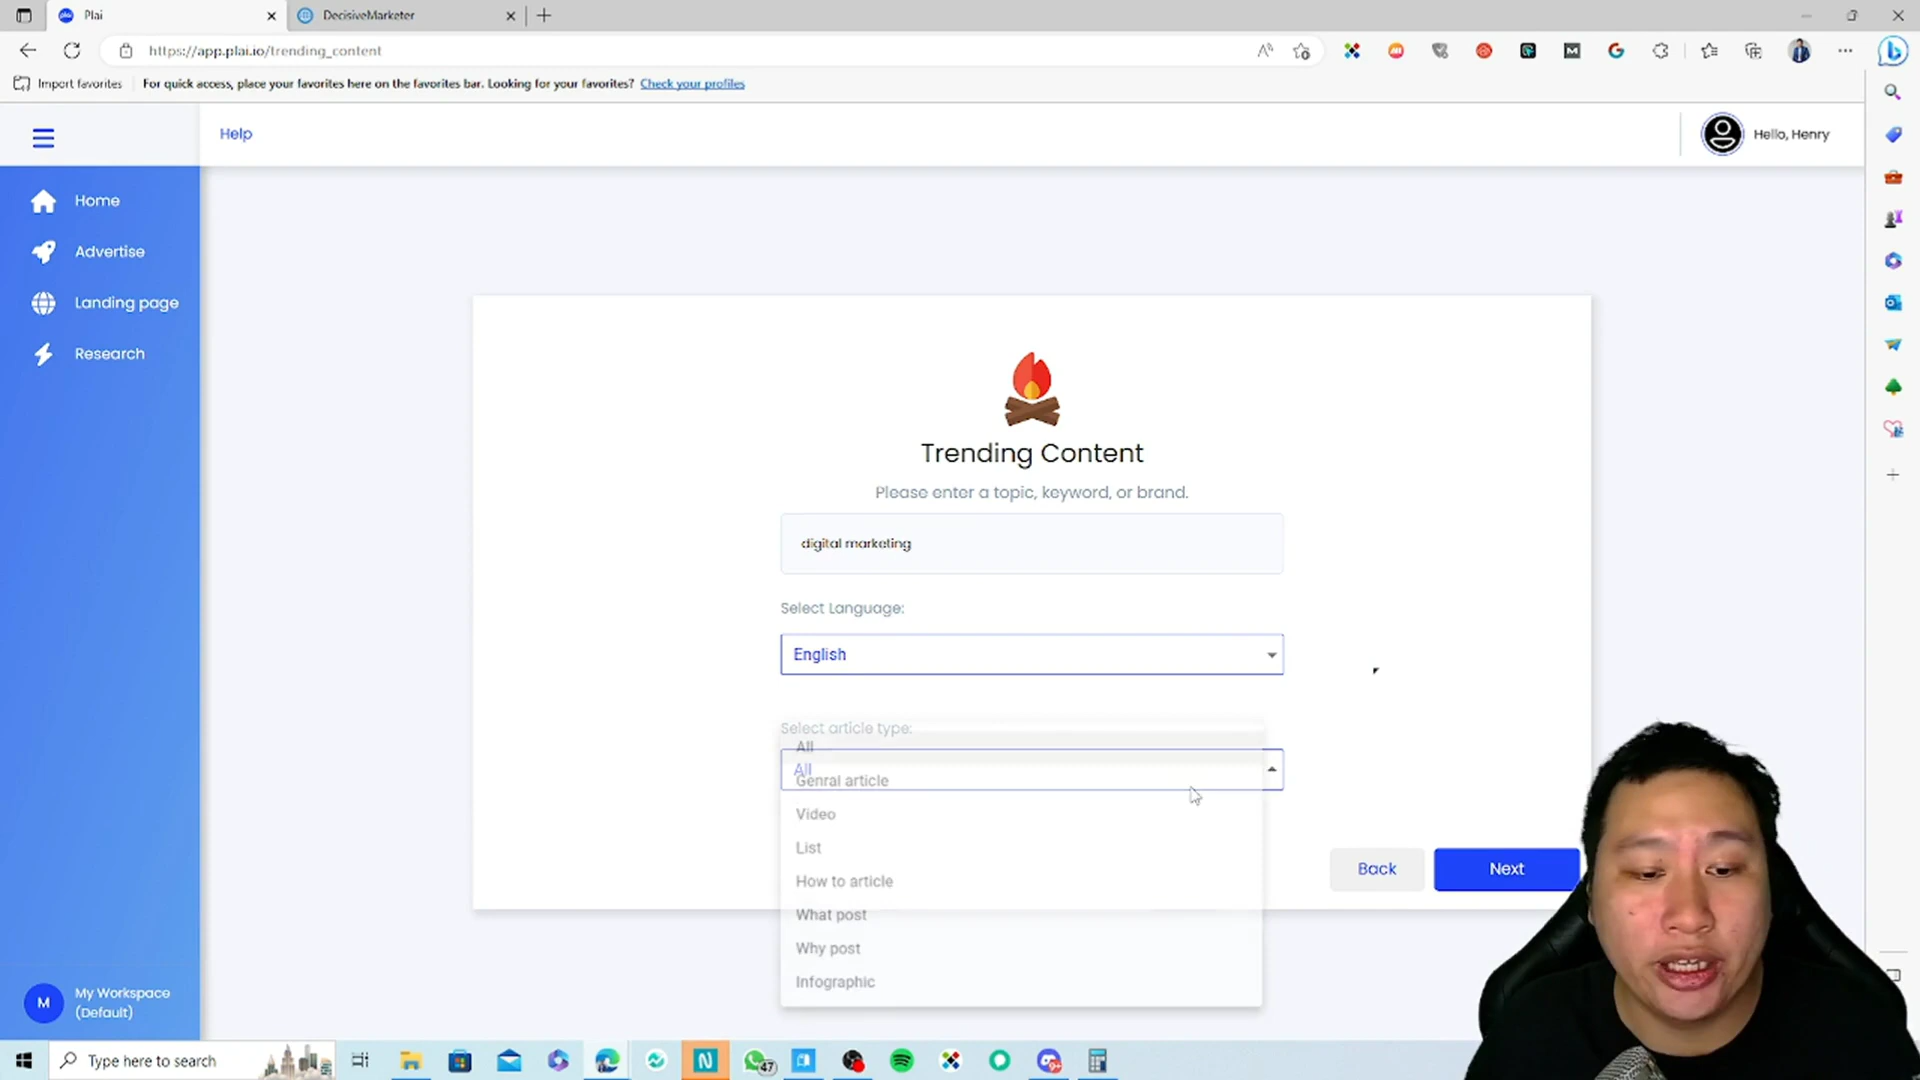 Plai
DecisiveMarketer
https://app.plai.io/trending_content
Import favorites
For quick access, place your favorites here on the favorites bar. Looking for your favorites? Check your profiles
Help
Hello, Henry
Home
Advertise
Landing page
Research
Trending Content
Please enter a topic, keyword, or brand.
digital marketing
Select Language:
English
Select article type:
All
All
Genral article
Video
List
How to article
What post
Why post
Infographic
Back
Next
M
My Workspace
(Default)
Type here to search
47
9+